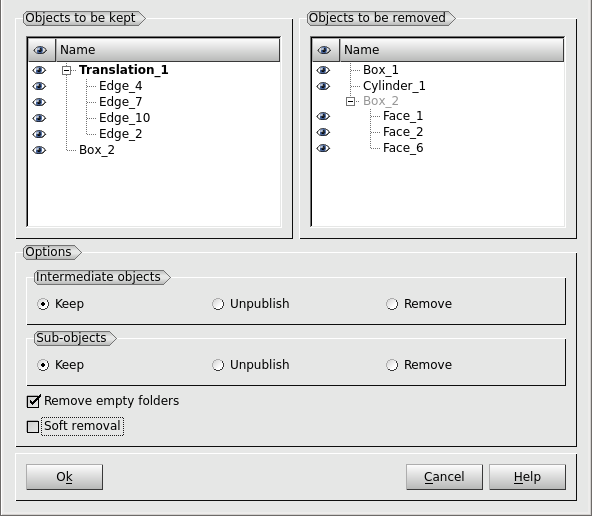 Objects to be kept
Name
Translation_1
Edge_4
Edge_7
Edge_10
Edge_2
Box_2
Objects to be removed
Name
Box_1
Cylinder_1
Box_2
Face_1
Face_2
Face_6
Options
Intermediate objects
Keep Unpublish Remove
Sub-objects
Keep Unpublish Remove
Remove empty folders
Soft removal
Ok Cancel Help